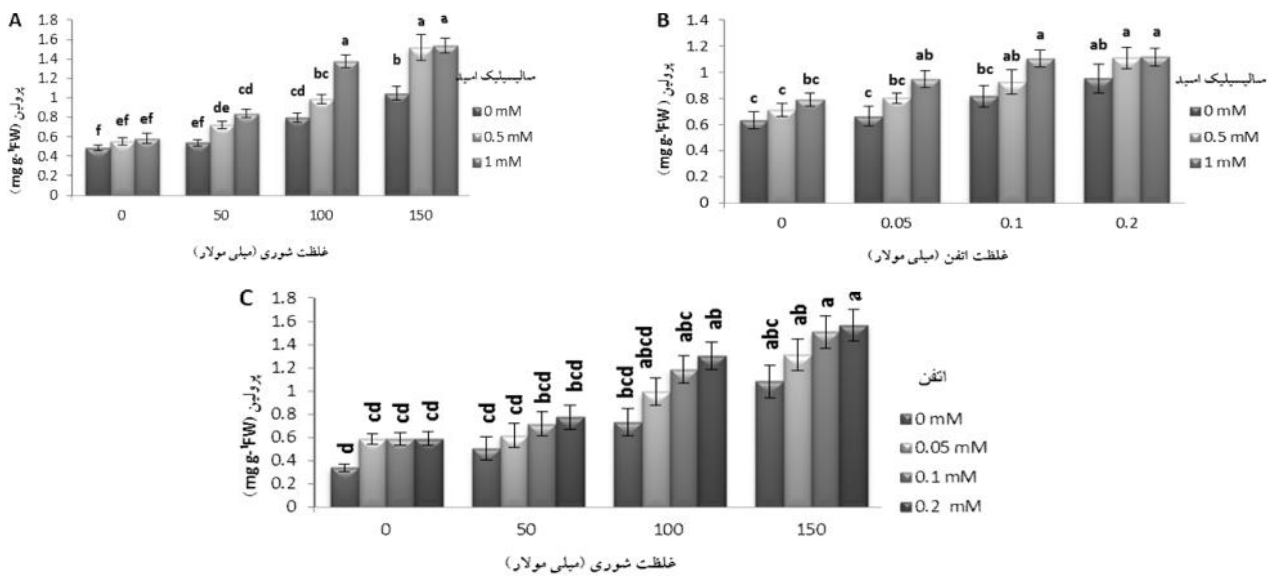 A
پرولین (mg g-¹FW)
1.8
1.6
1.4
1.2
1
0.8
0.6
0.4
0.2
0
f ef ef
ef de cd
cd bc a
b a a
0 50 100 150
غلظت شوری (میلی مولار)
سالیسیلیک اسید
0 mM
0.5 mM
1 mM
B
پرولین (mg g-¹FW)
1.4
1.2
1
0.8
0.6
0.4
0.2
0
c c bc
c bc ab
bc ab a
ab a a
0 0.05 0.1 0.2
غلظت اتفن (میلی مولار)
سالیسیلیک اسید
0 mM
0.5 mM
1 mM
C
پرولین (mg g-¹FW)
1.8
1.6
1.4
1.2
1
0.8
0.6
0.4
0.2
0
d cd cd cd
cd cd bcd bcd
bcd abcd abc ab
abc ab a a
0 50 100 150
غلظت شوری (میلی مولار)
اتفن
0 mM
0.05 mM
0.1 mM
0.2 mM